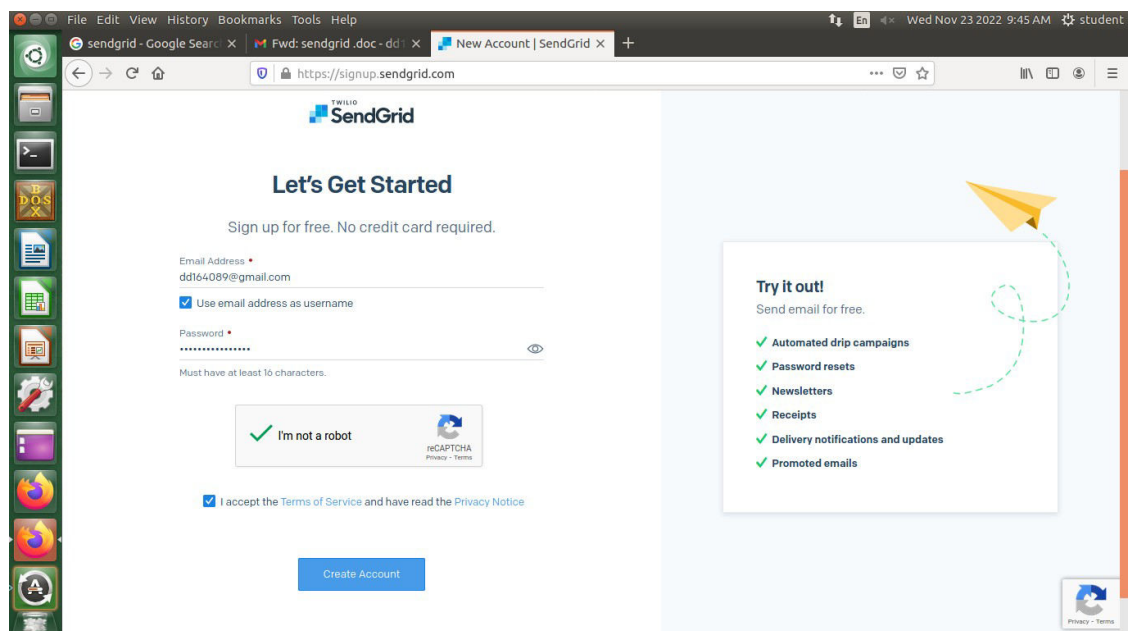 File Edit View History Bookmarks Tools Help
En
Wed Nov 23 2022 9:45 AM
student
sendgrid - Google Searc
Fwd: sendgrid .doc - dd1
New Account | SendGrid
https://signup.sendgrid.com
TWILIO
SendGrid
Let's Get Started
Sign up for free. No credit card required.
Email Address •
dd164089@gmail.com
Use email address as username
Password •
••••••••••••••••
Must have at least 16 characters.
I'm not a robot
reCAPTCHA
Privacy - Terms
I accept the Terms of Service and have read the Privacy Notice
Create Account
Try it out!
Send email for free.
Automated drip campaigns
Password resets
Newsletters
Receipts
Delivery notifications and updates
Promoted emails
Privacy - Terms
>_
B
DOS
X
A